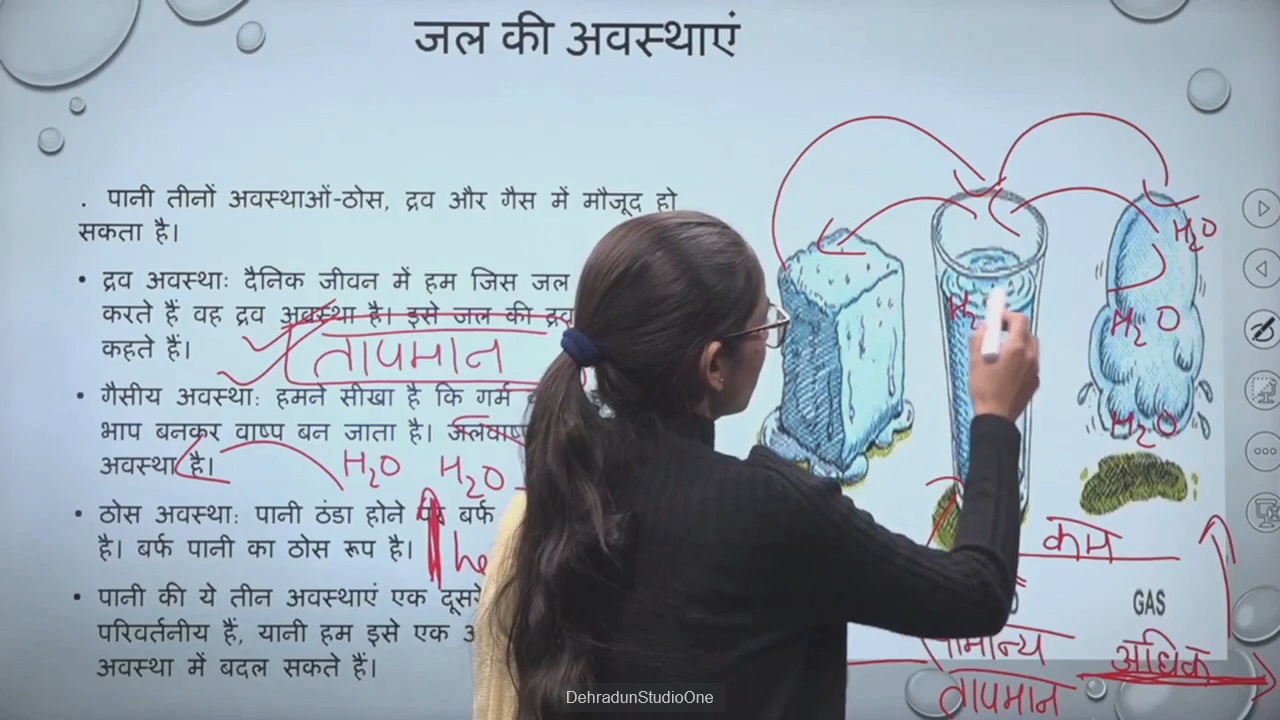 जल की अवस्थाएं
. पानी तीनों अवस्थाओं-ठोस, द्रव और गैस में मौजूद हो
सकता है।
• द्रव अवस्था: दैनिक जीवन में हम जिस जल
करते हैं वह द्रव अवस्था है। इसे जल की द्रव
कहते हैं।
तापमान
• गैसीय अवस्था: हमने सीखा है कि गर्म
भाप बनकर वाष्प बन जाता है। जलवाष्प
अवस्था है।
H₂O H₂O
• ठोस अवस्था: पानी ठंडा होने पर बर्फ
है। बर्फ पानी का ठोस रूप है।
he
• पानी की ये तीन अवस्थाएं एक दूसरे
परिवर्तनीय हैं, यानी हम इसे एक
अवस्था में बदल सकते हैं।
H₂O
H₂O
H₂O
H₂
कम
GAS
सामान्य
तापमान
अधिक
DehradunStudioOne